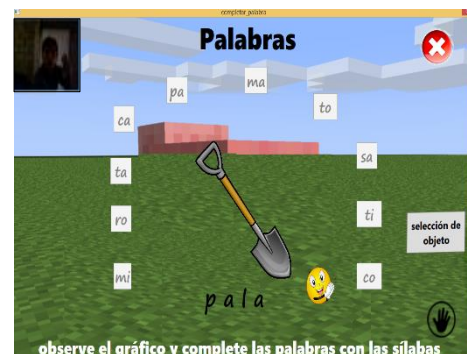 completar_palabra
Palabras
pa
ma
to
ca
sa
ta
ti
ro
selección de
objeto
mi
co
pala
observe el gráfico y complete las palabras con las sílabas